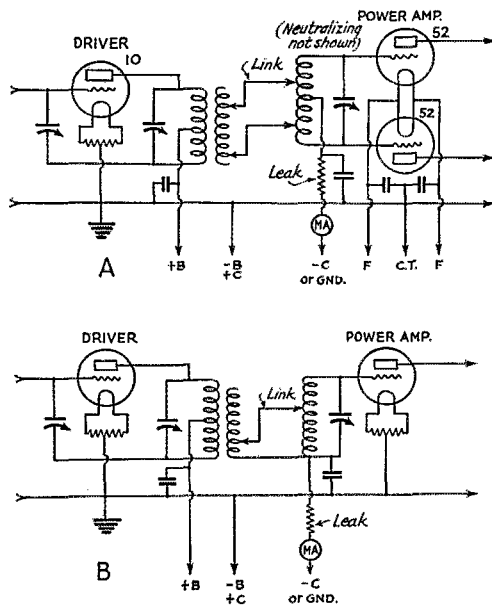 POWER AMP.
DRIVER
10
(Neutralizing
not shown)
52
Link
52
Leak
MA
A
+B
-B
+C
-C
or GND.
F
C.T.
F
DRIVER
POWER AMP.
Link
Leak
MA
B
+B
-B
+C
-C
or GND.